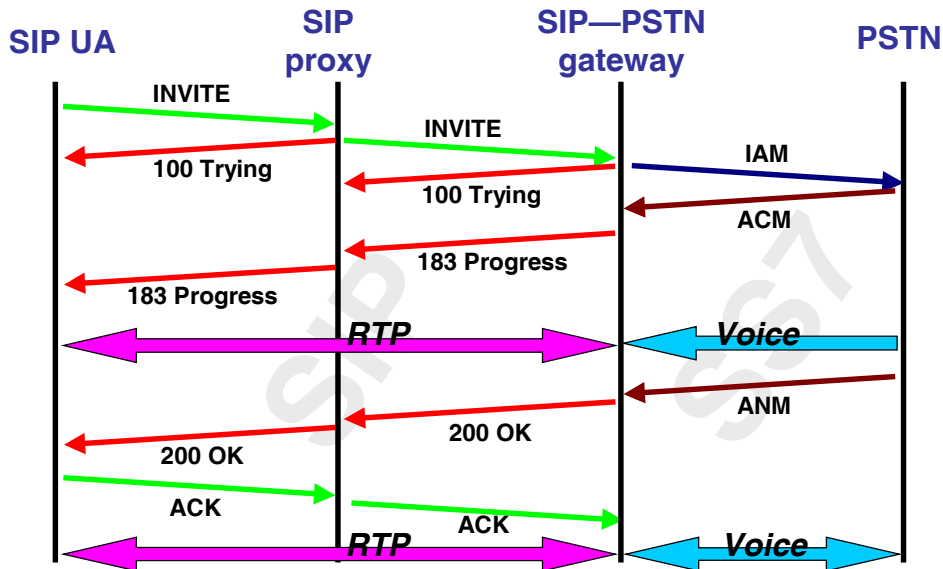 SIP UA
SIP
proxy
SIP—PSTN
gateway
PSTN
INVITE
INVITE
100 Trying
IAM
100 Trying
ACM
183 Progress
183 Progress
SIP
SS7
RTP
Voice
ANM
200 OK
200 OK
ACK
ACK
RTP
Voice